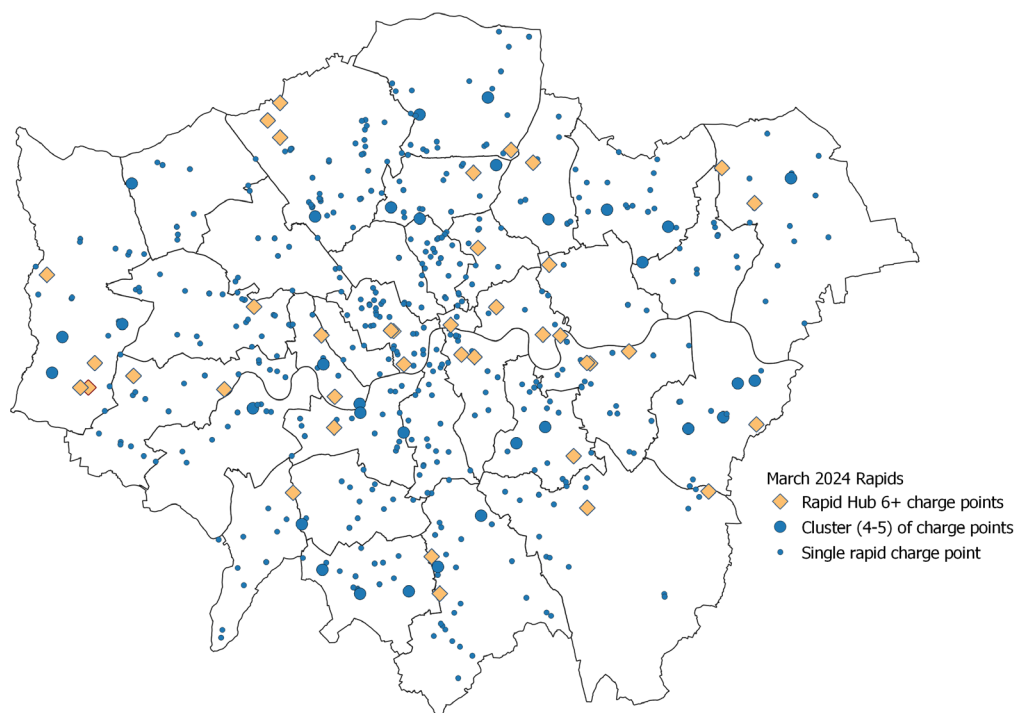 March 2024 Rapids
Rapid Hub 6+ charge points
Cluster (4-5) of charge points
Single rapid charge point